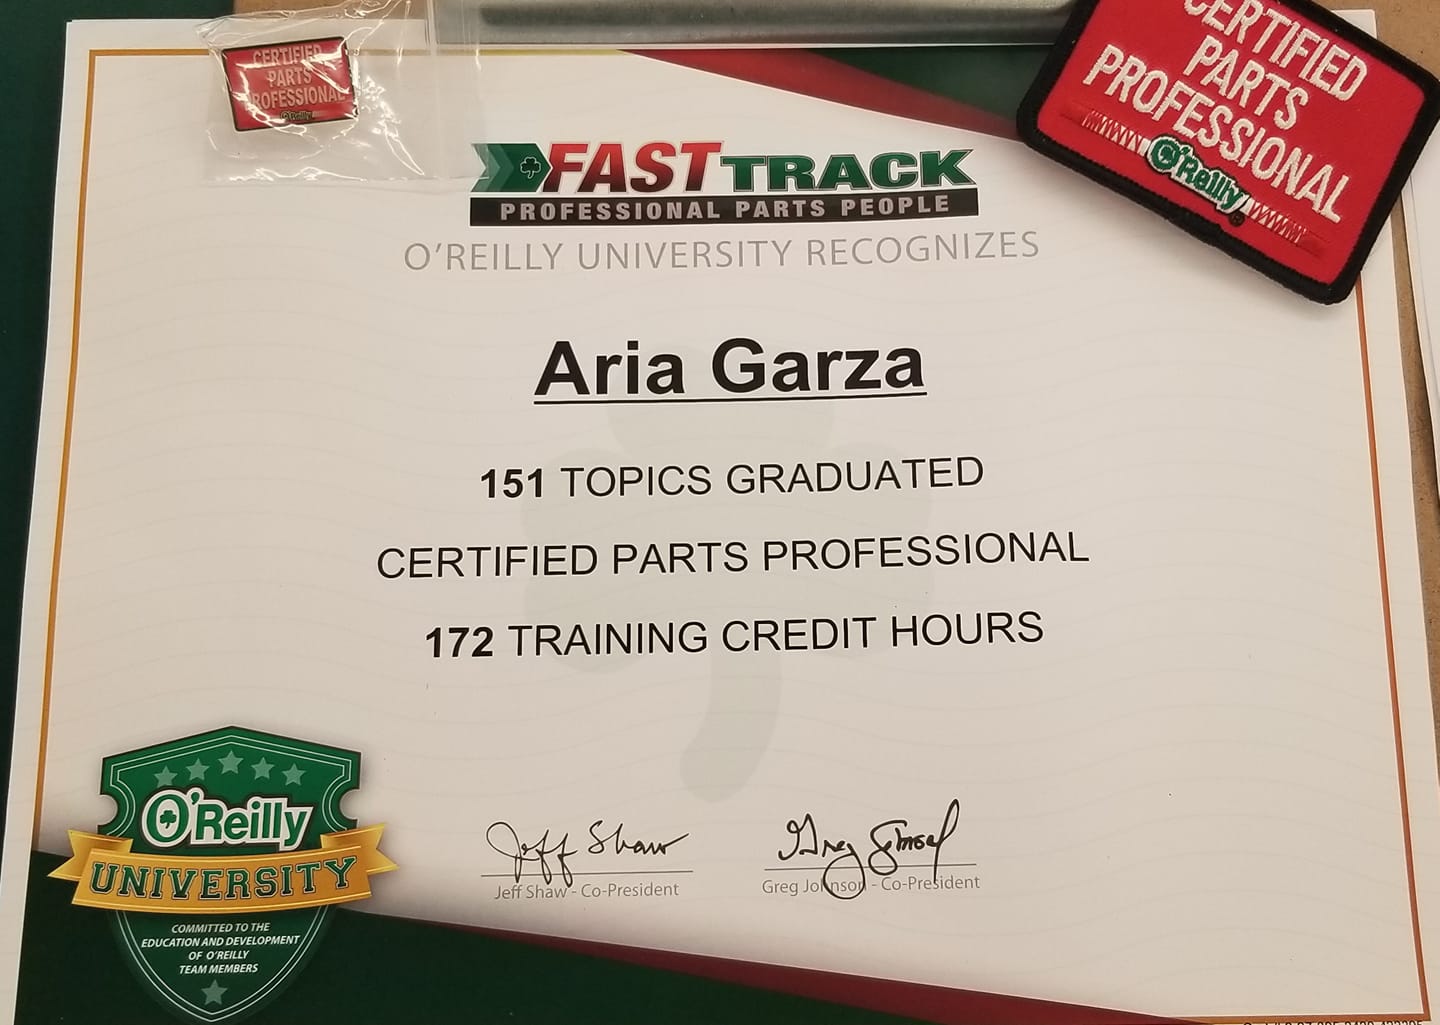 CERTIFIED
PARTS
PROFESSIONAL
O'Reilly
CERTIFIED
PARTS
PROFESSIONAL
O'Reilly
FAST TRACK
PROFESSIONAL PARTS PEOPLE
O'REILLY UNIVERSITY RECOGNIZES
Aria Garza
151 TOPICS GRADUATED
CERTIFIED PARTS PROFESSIONAL
172 TRAINING CREDIT HOURS
O'Reilly
UNIVERSITY
COMMITTED TO THE
EDUCATION AND DEVELOPMENT
OF O'REILLY
TEAM MEMBERS
Jeff Shaw
Jeff Shaw - Co-President
Greg Johnson
Greg Johnson - Co-President